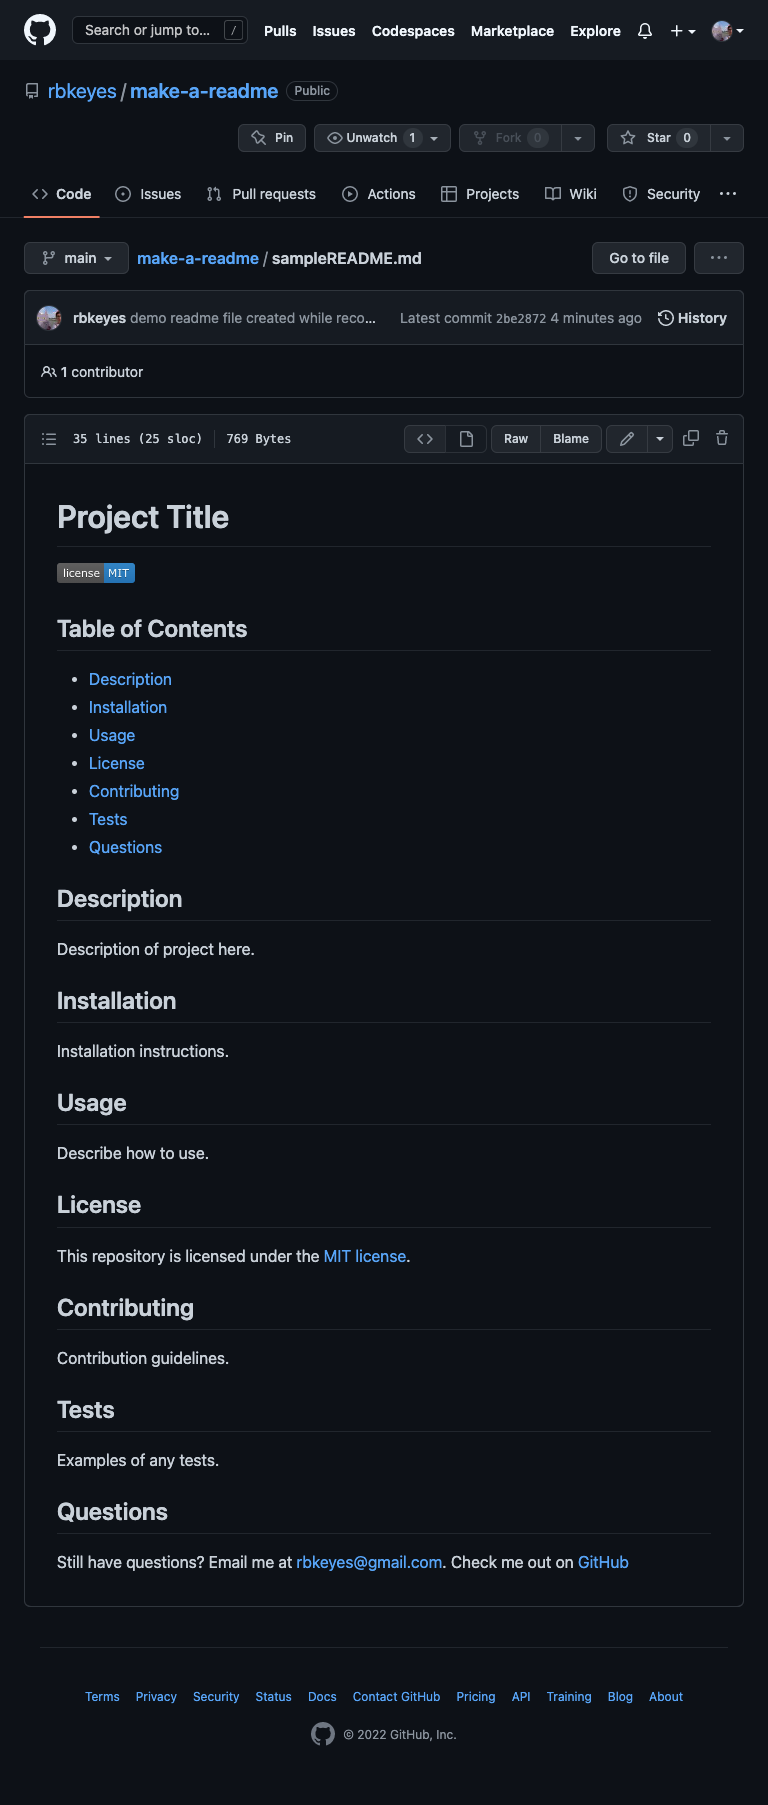 Search or jump to... / Pulls Issues Codespaces Marketplace Explore
rbkeyes / make-a-readme Public
Pin Unwatch 1 Fork 0 Star 0
Code Issues Pull requests Actions Projects Wiki Security ...
main make-a-readme / sampleREADME.md Go to file ...
rbkeyes demo readme file created while reco... Latest commit 2be2872 4 minutes ago History
1 contributor
35 lines (25 sloc) 769 Bytes <> Raw Blame
Project Title
license MIT
Table of Contents
• Description
• Installation
• Usage
• License
• Contributing
• Tests
• Questions
Description
Description of project here.
Installation
Installation instructions.
Usage
Describe how to use.
License
This repository is licensed under the MIT license.
Contributing
Contribution guidelines.
Tests
Examples of any tests.
Questions
Still have questions? Email me at rbkeyes@gmail.com. Check me out on GitHub
Terms Privacy Security Status Docs Contact GitHub Pricing API Training Blog About
© 2022 GitHub, Inc.